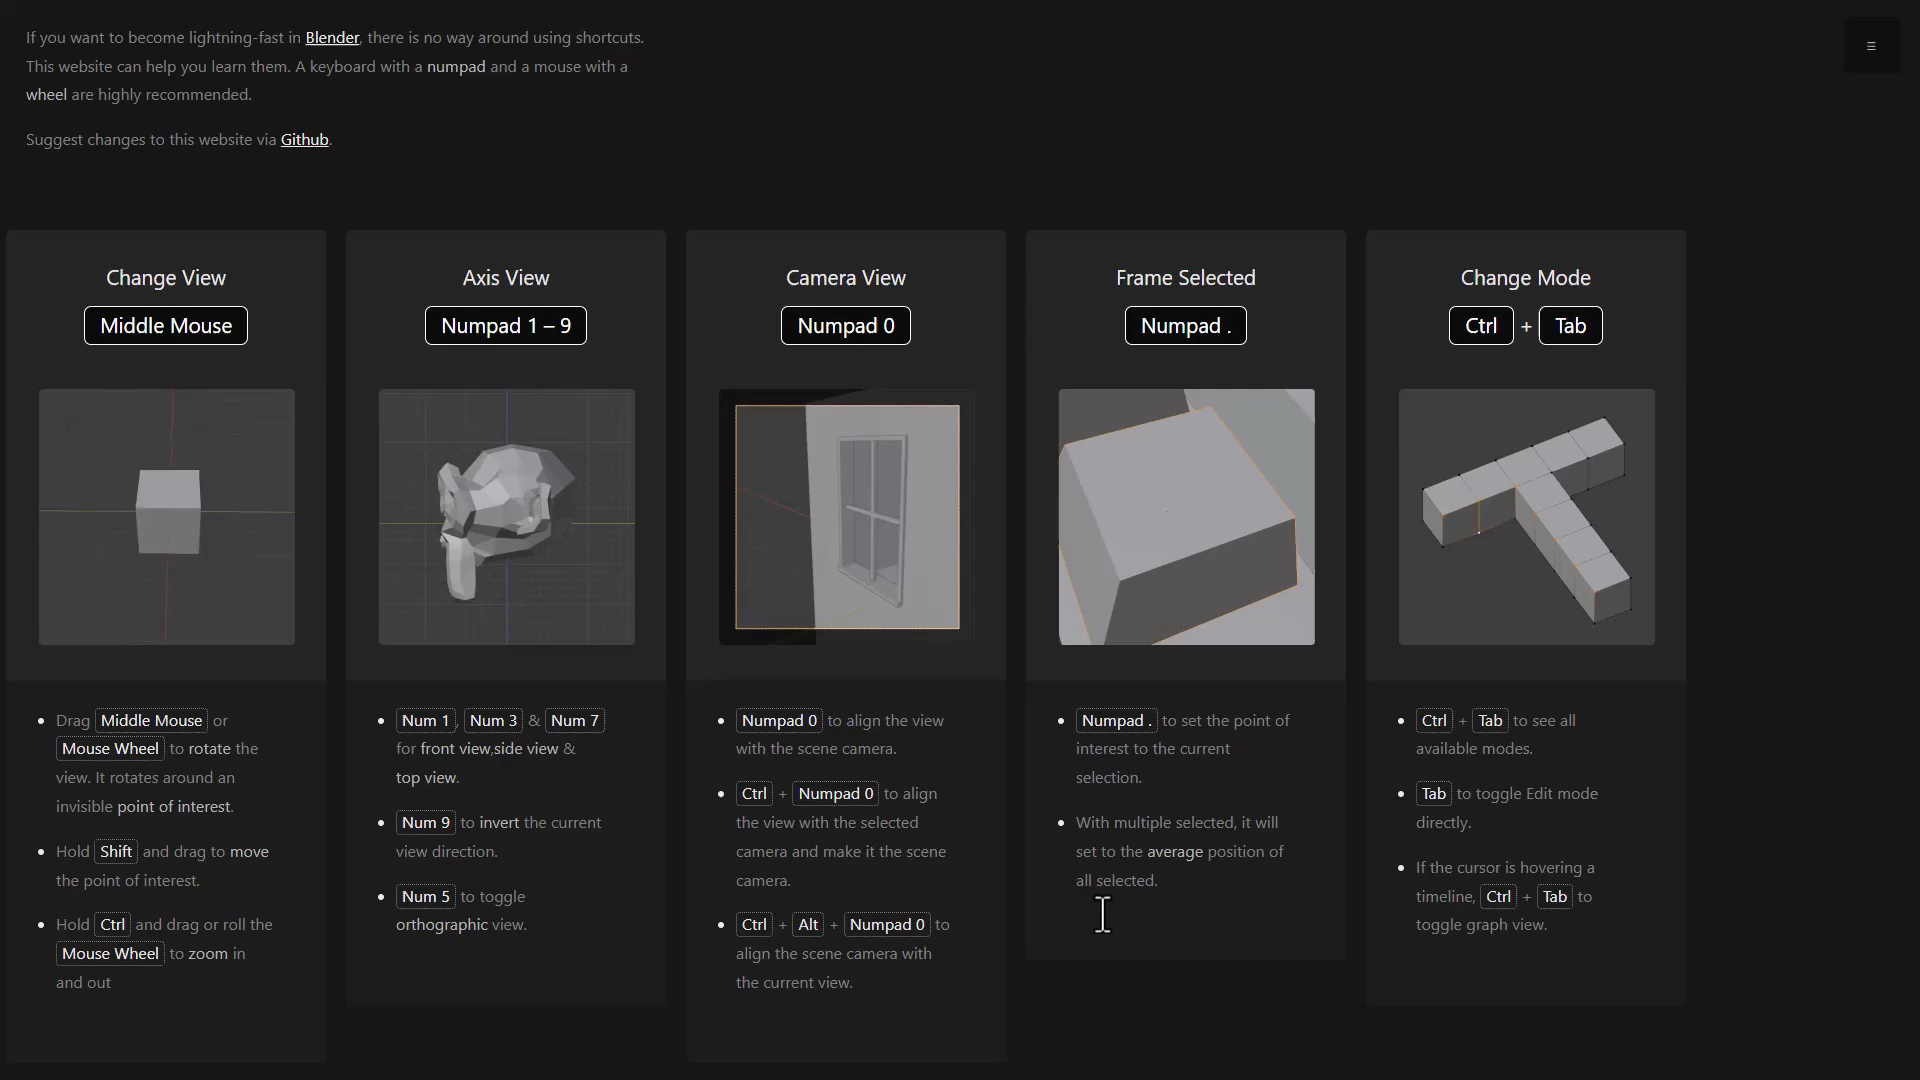 If you want to become lightning-fast in Blender, there is no way around using shortcuts.
This website can help you learn them. A keyboard with a numpad and a mouse with a
wheel are highly recommended.
Suggest changes to this website via Github.
☰
Change View
Middle Mouse
Drag Middle Mouse or
Mouse Wheel to rotate the
view. It rotates around an
invisible point of interest.
Hold Shift and drag to move
the point of interest.
Hold Ctrl and drag or roll the
Mouse Wheel to zoom in
and out
Axis View
Numpad 1 – 9
Num 1, Num 3 & Num 7
for front view,side view &
top view.
Num 9 to invert the current
view direction.
Num 5 to toggle
orthographic view.
Camera View
Numpad 0
Numpad 0 to align the view
with the scene camera.
Ctrl + Numpad 0 to align
the view with the selected
camera and make it the scene
camera.
Ctrl + Alt + Numpad 0 to
align the scene camera with
the current view.
Frame Selected
Numpad .
Numpad . to set the point of
interest to the current
selection.
With multiple selected, it will
set to the average position of
all selected.
Change Mode
Ctrl + Tab
Ctrl + Tab to see all
available modes.
Tab to toggle Edit mode
directly.
If the cursor is hovering a
timeline, Ctrl + Tab to
toggle graph view.